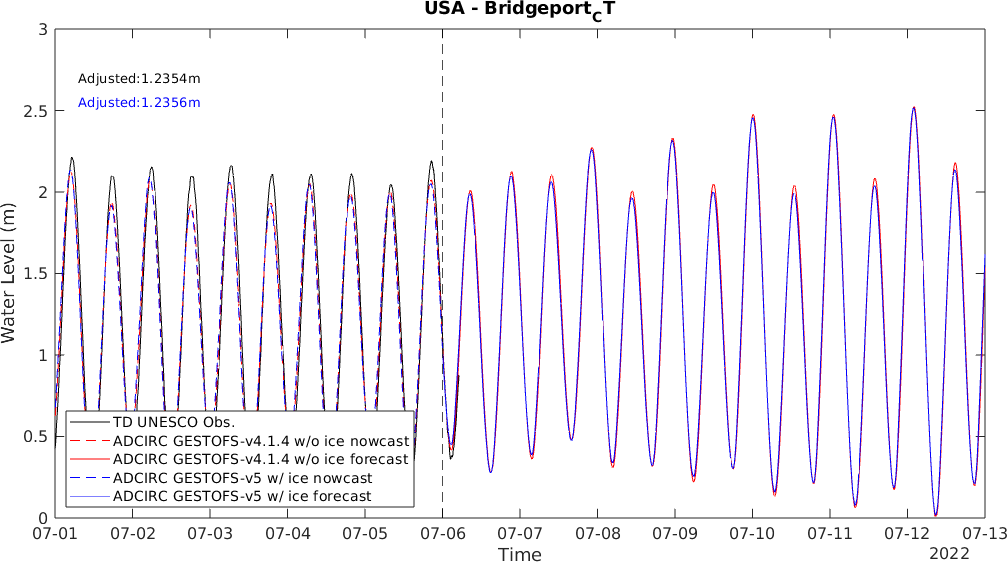 USA - Bridgeport_CT
3
2.5
2
1.5
1
0.5
0
Water Level (m)
Adjusted:1.2354m
Adjusted:1.2356m
TD UNESCO Obs.
ADCIRC GESTOFS-v4.1.4 w/o ice nowcast
ADCIRC GESTOFS-v4.1.4 w/o ice forecast
ADCIRC GESTOFS-v5 w/ ice nowcast
ADCIRC GESTOFS-v5 w/ ice forecast
07-01 07-02 07-03 07-04 07-05 07-06 07-07 07-08 07-09 07-10 07-11 07-12 07-13
Time
2022